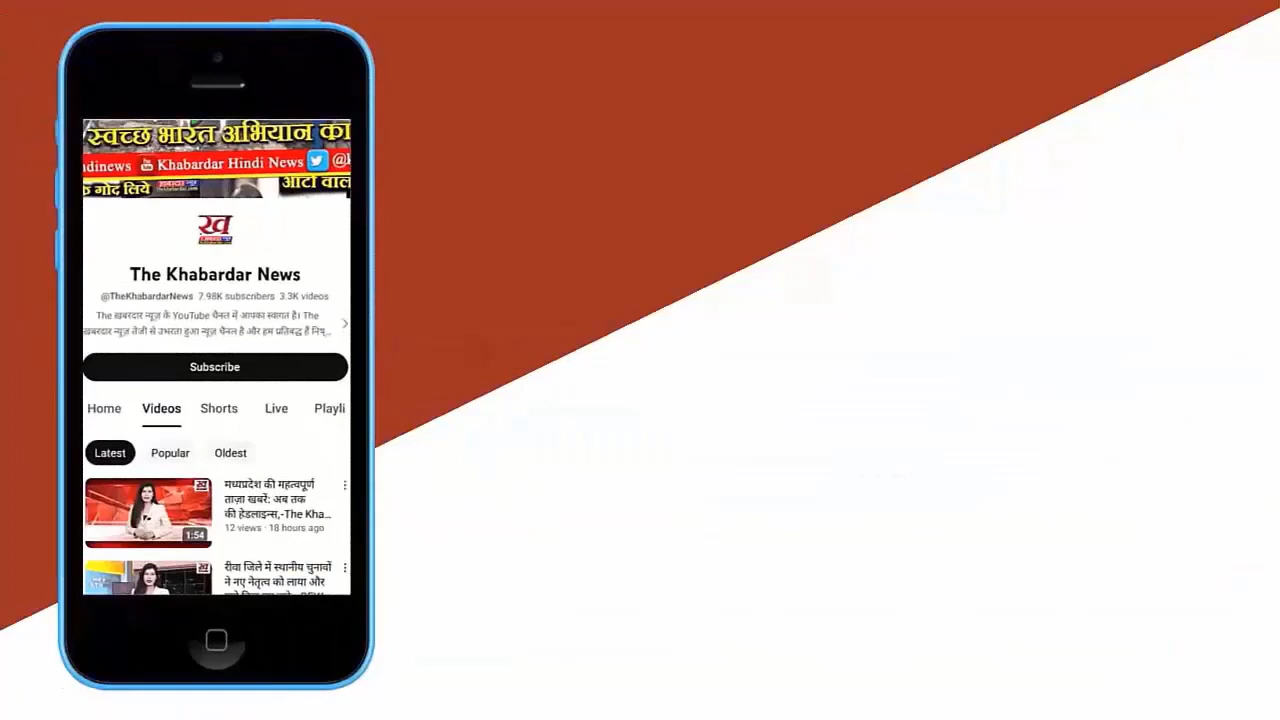 स्वच्छ भारत अभियान का
dinews Khabardar Hindi News @k
के गोद लिये
आटा वाल
ख
The Khabardar News
@TheKhabardarNews 7.98K subscribers 3.3K videos
The ख़बरदार न्यूज़ के YouTube चैनल में आपका स्वागत है। The
ख़बरदार न्यूज़ तेजी से उभरता हुआ न्यूज़ चैनल है और हम प्रतिबद्ध हैं निष्...
Subscribe
Home Videos Shorts Live Playli
Latest Popular Oldest
मध्यप्रदेश की महत्वपूर्ण
ताज़ा खबरें: अब तक
की हेडलाइन्स,-The Kha...
12 views · 18 hours ago
1:54
रीवा जिले में स्थानीय चुनावों
ने नए नेतृत्व को लाया और